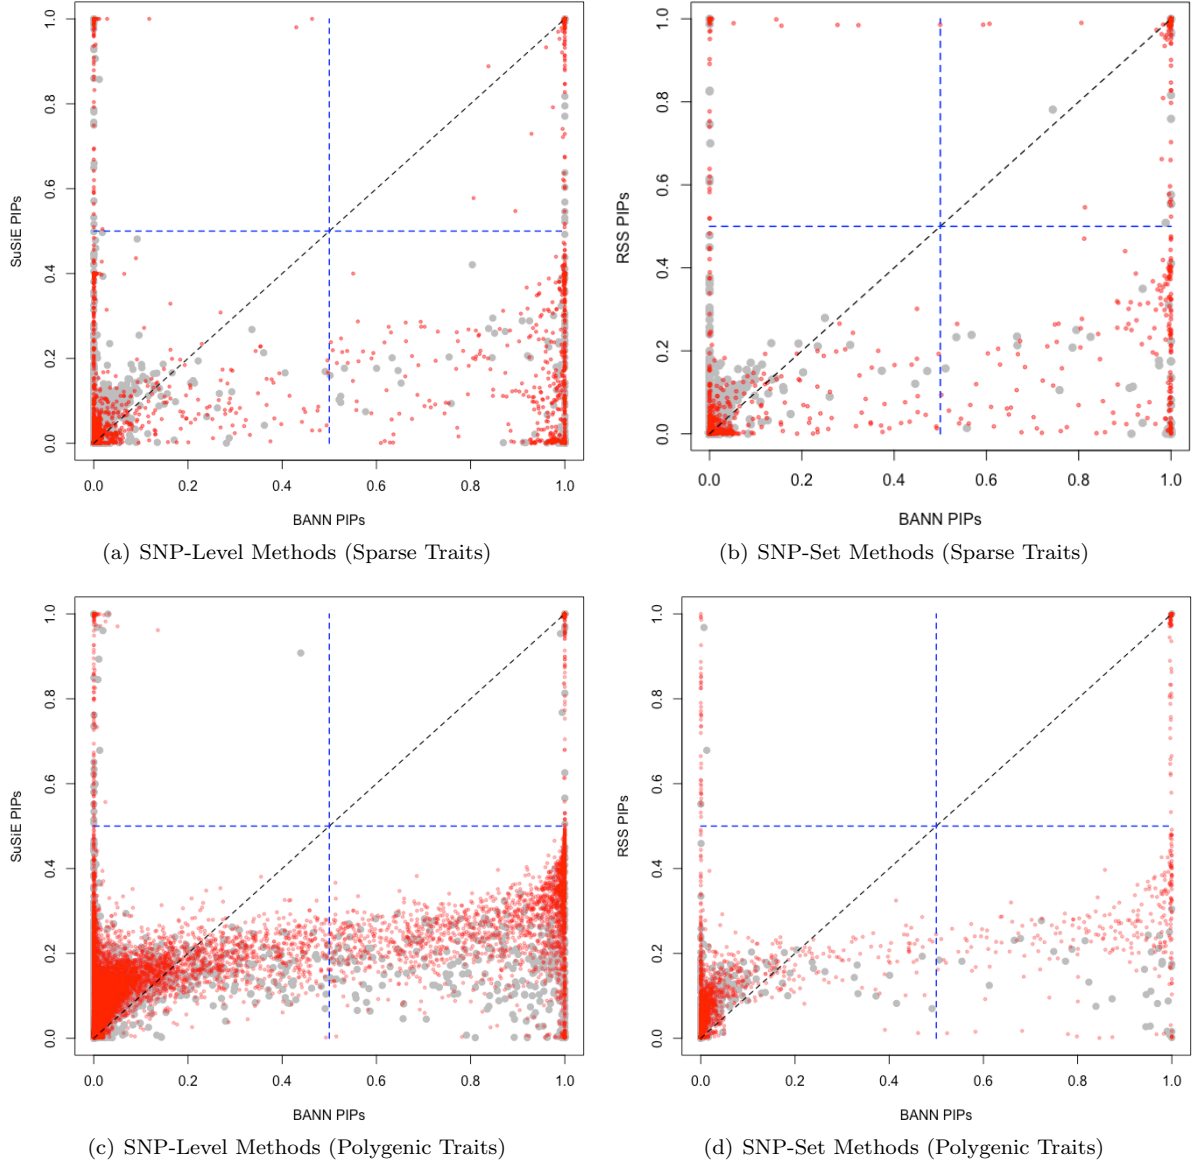 1.0
0.8
0.6
0.4
0.2
0.0
SuSiE PIPs
0.0 0.2 0.4 0.6 0.8 1.0
BANN PIPs
(a) SNP-Level Methods (Sparse Traits)
1.0
0.8
0.6
0.4
0.2
0.0
RSS PIPs
0.0 0.2 0.4 0.6 0.8 1.0
BANN PIPs
(b) SNP-Set Methods (Sparse Traits)
1.0
0.8
0.6
0.4
0.2
0.0
SuSiE PIPs
0.0 0.2 0.4 0.6 0.8 1.0
BANN PIPs
(c) SNP-Level Methods (Polygenic Traits)
1.0
0.8
0.6
0.4
0.2
0.0
RSS PIPs
0.0 0.2 0.4 0.6 0.8 1.0
BANN PIPs
(d) SNP-Set Methods (Polygenic Traits)